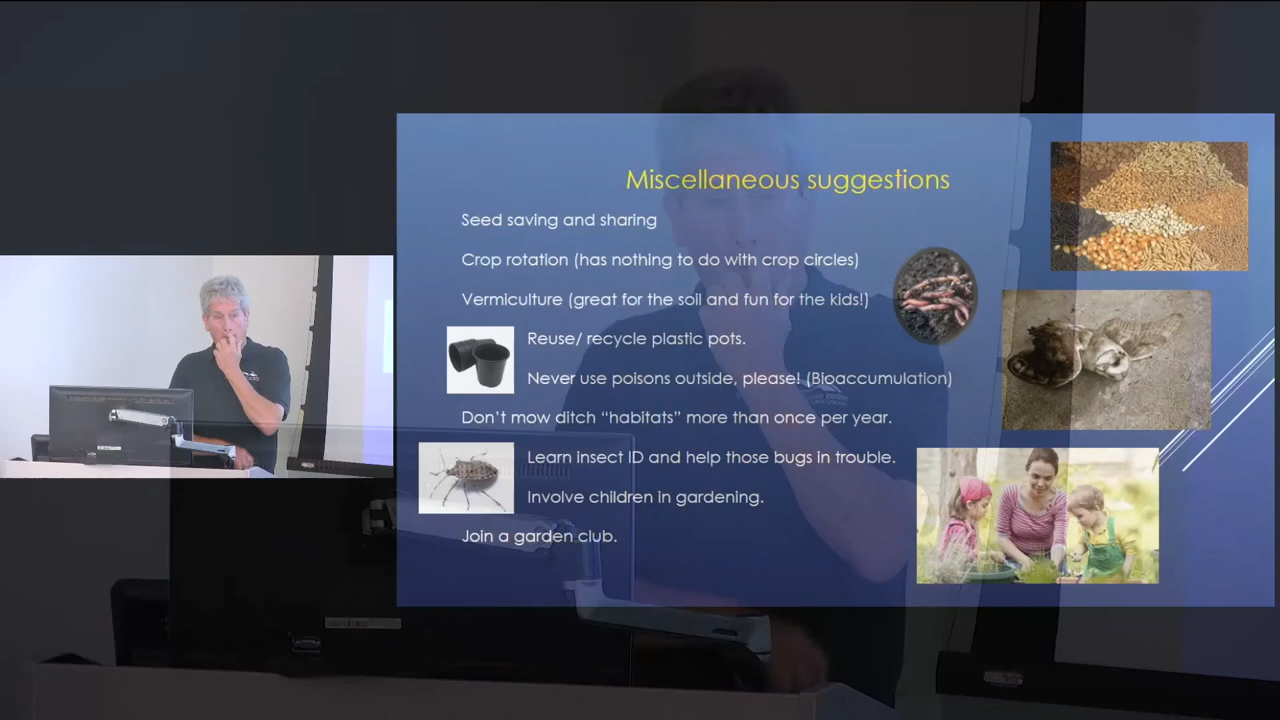 Miscellaneous suggestions
Seed saving and sharing
Crop rotation (has nothing to do with crop circles)
Vermiculture (great for the soil and fun for the kids!)
Reuse/ recycle plastic pots.
Never use poisons outside, please! (Bioaccumulation)
Don’t mow ditch “habitats” more than once per year.
Learn insect ID and help those bugs in trouble.
Involve children in gardening.
Join a garden club.